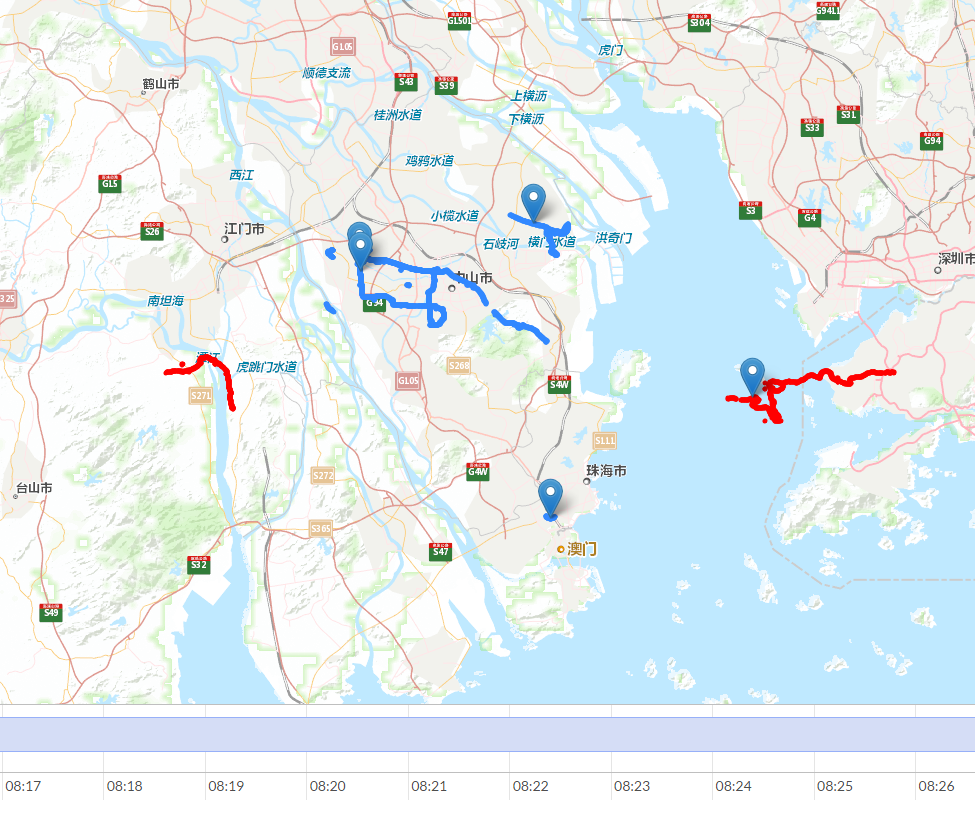 G9411
GL501
S304
GL05
虎门
顺德支流
S43
S39
鹤山市
上横沥
桂洲水道
下横沥
S31
S33
G94
鸡鸦水道
西江
GL5
S3
G4
小榄水道
江门市
S26
石岐河
横门水道
洪奇门
深圳市
中山市
325
南坦海
G94
潭江
虎跳门水道
S268
S271
GL05
S4W
S111
珠海市
G4W
S272
台山市
S365
澳门
S47
S32
S49
08:17
08:18
08:19
08:20
08:21
08:22
08:23
08:24
08:25
08:26